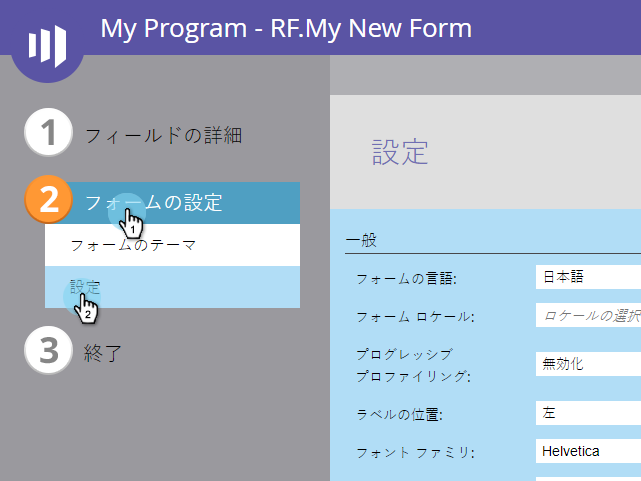 My Program - RF.My New Form
1 フィールドの詳細
2 フォームの設定
1
フォームのテーマ
設定
2
3 終了
設定
一般
フォームの言語: 日本語
フォーム ロケール: ロケールの選択
プログレッシブ
プロファイリング: 無効化
ラベルの位置: 左
フォント ファミリ: Helvetica